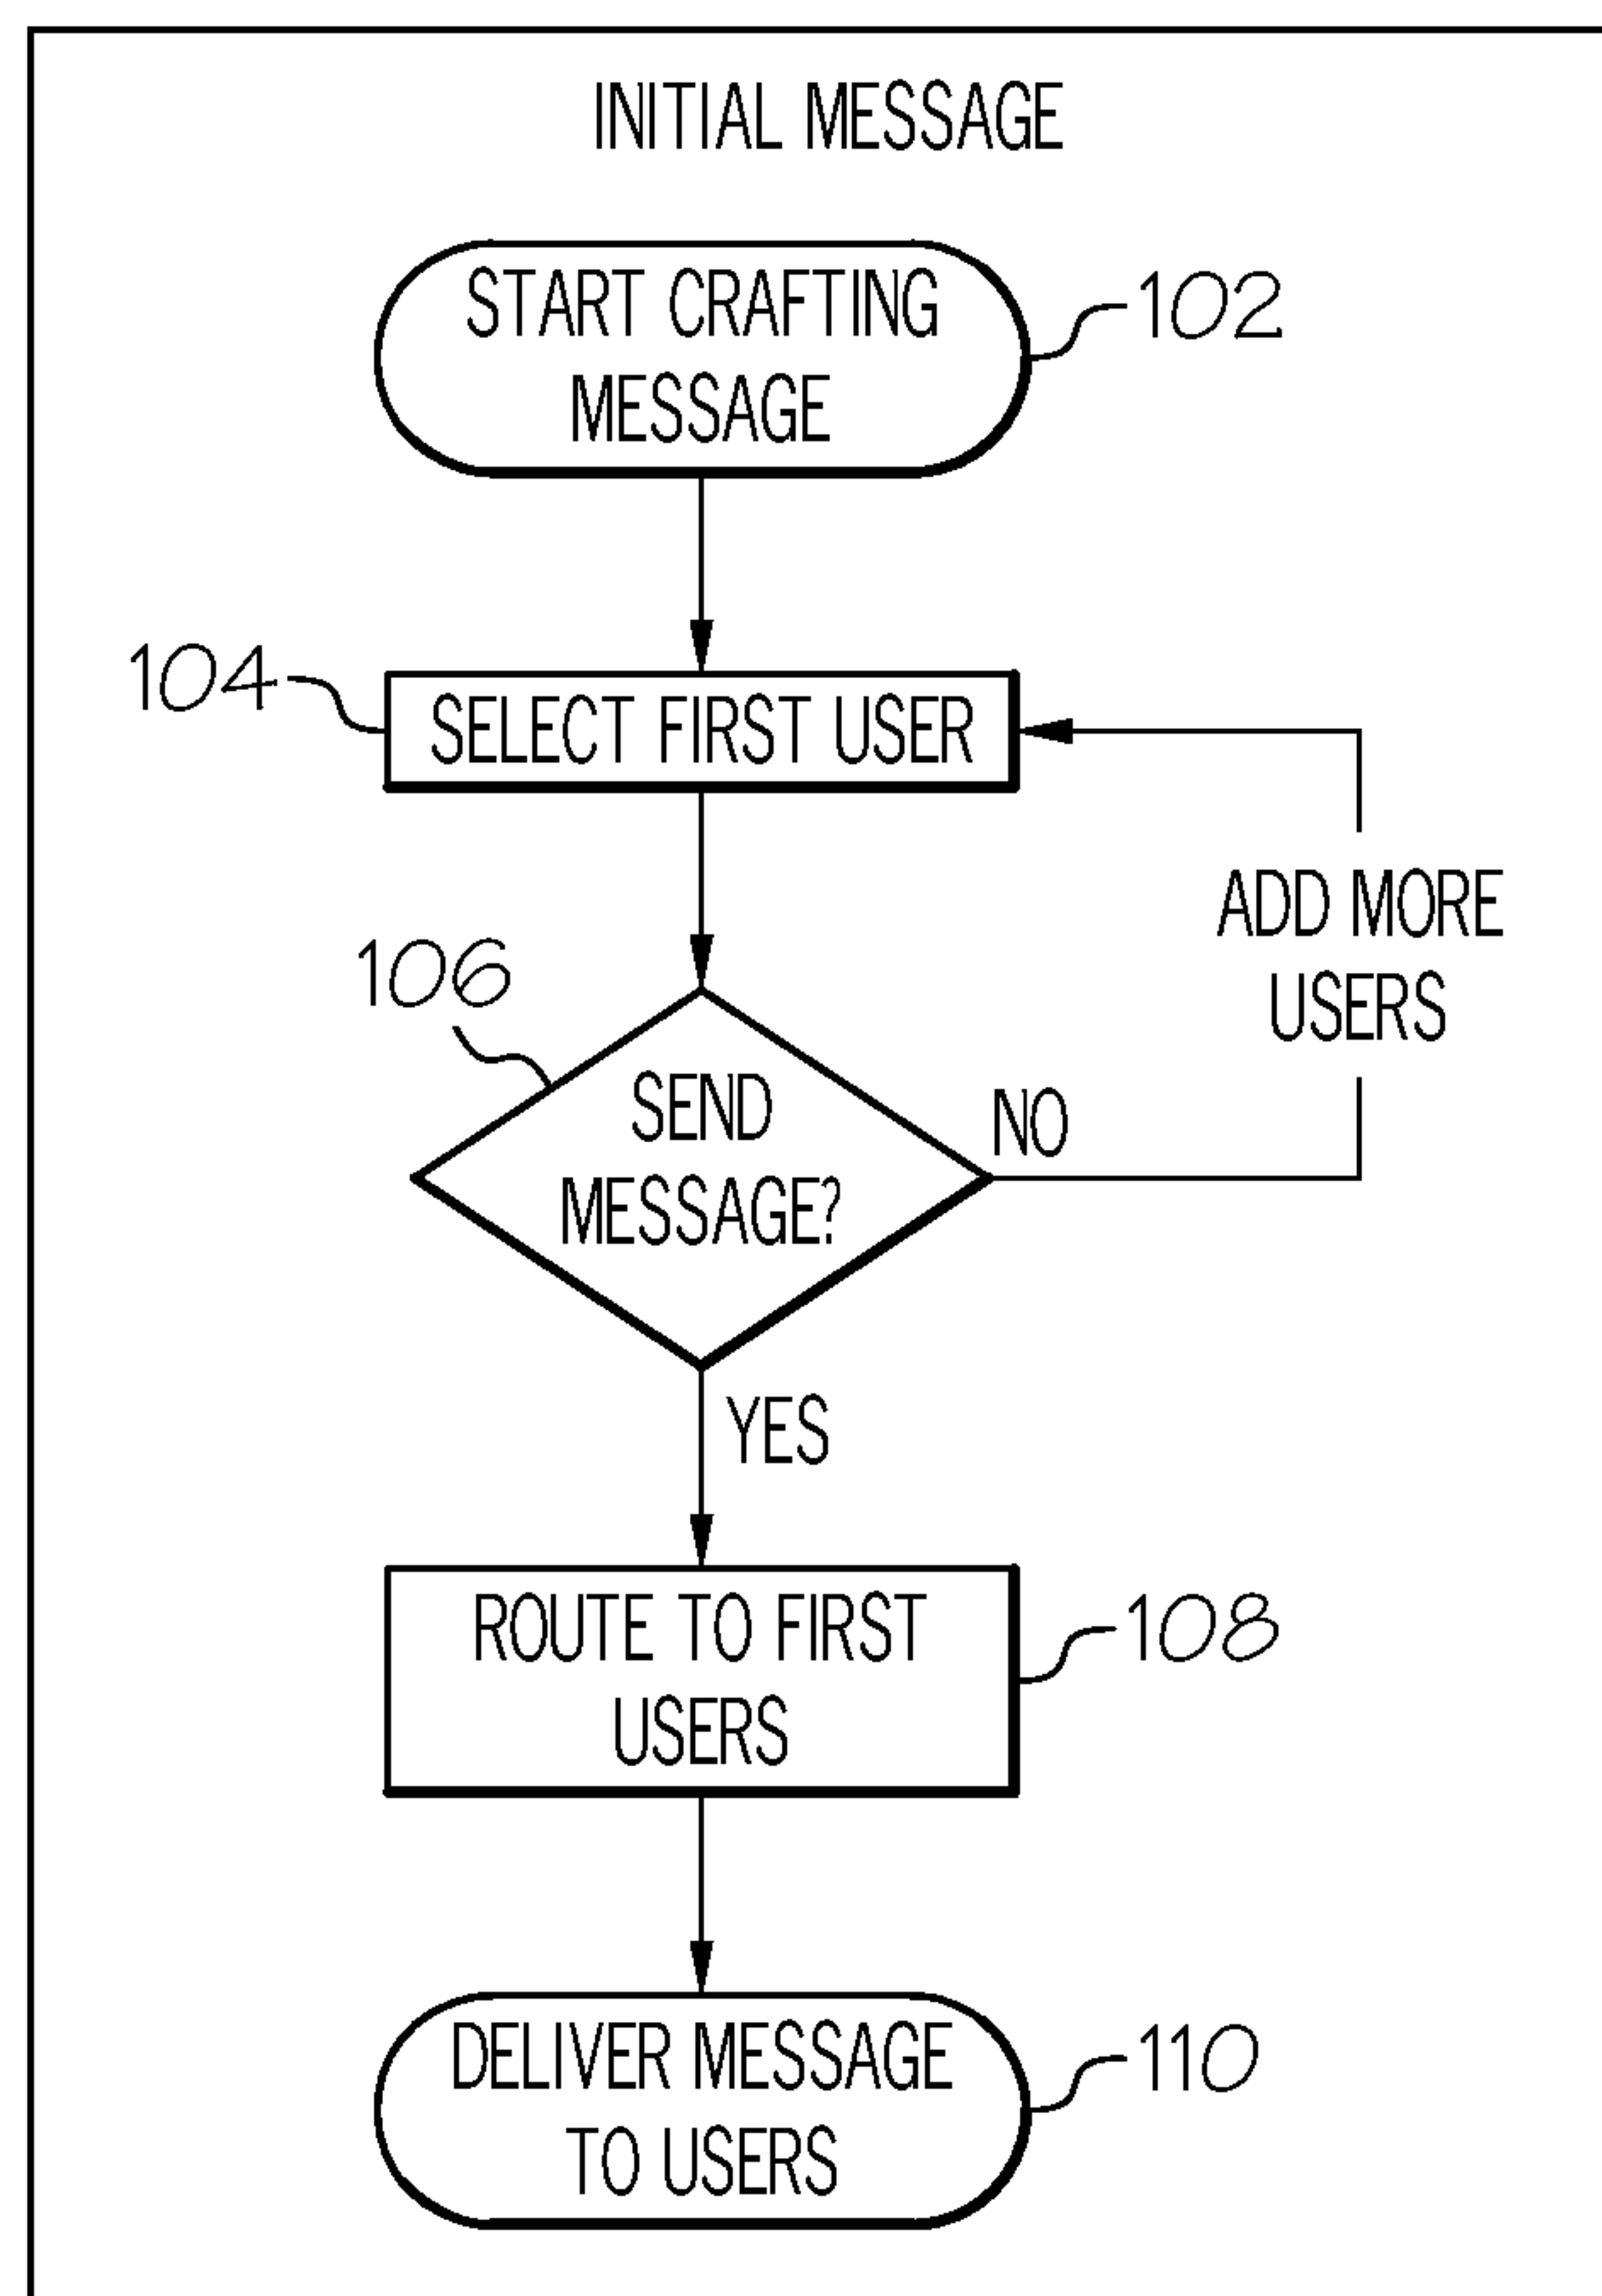 INITIAL MESSAGE
START CRAFTING
MESSAGE
102
104
SELECT FIRST USER
ADD MORE
USERS
106
SEND
MESSAGE?
NO
YES
ROUTE TO FIRST
USERS
108
DELIVER MESSAGE
TO USERS
110